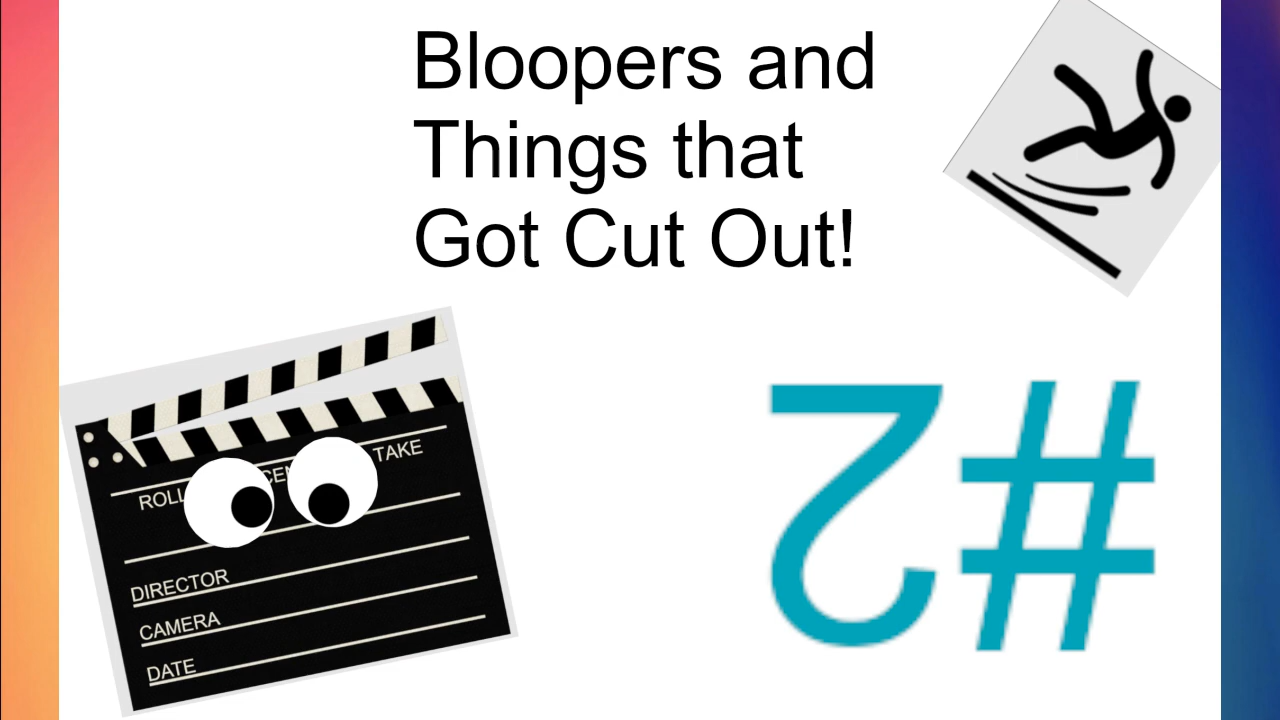 Bloopers and
Things that
Got Cut Out!
ROLL TAKE
DIRECTOR
CAMERA
DATE
#2